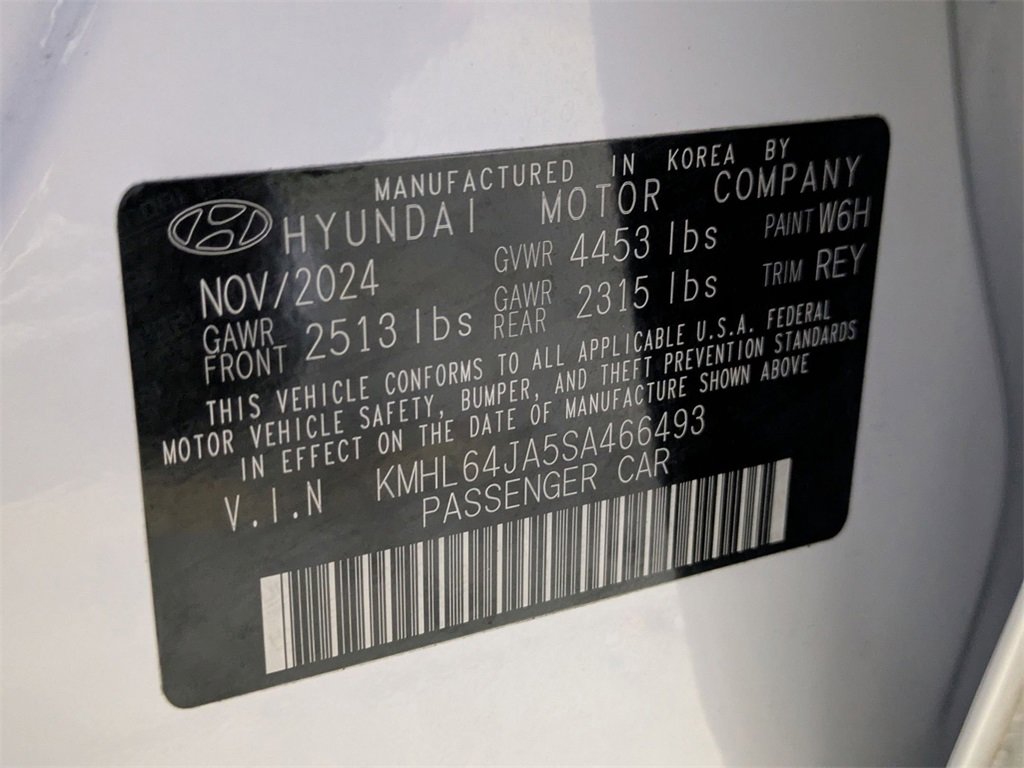 MANUFACTURED IN KOREA BY
HYUNDAI MOTOR COMPANY
NOV/2024 GVWR 4453 lbs PAINT W6H
GAWR FRONT 2513 lbs GAWR REAR 2315 lbs TRIM REY
THIS VEHICLE CONFORMS TO ALL APPLICABLE U.S.A. FEDERAL
MOTOR VEHICLE SAFETY, BUMPER, AND THEFT PREVENTION STANDARDS
IN EFFECT ON THE DATE OF MANUFACTURE SHOWN ABOVE
V.I.N KMHL64JA5SA466493
PASSENGER CAR